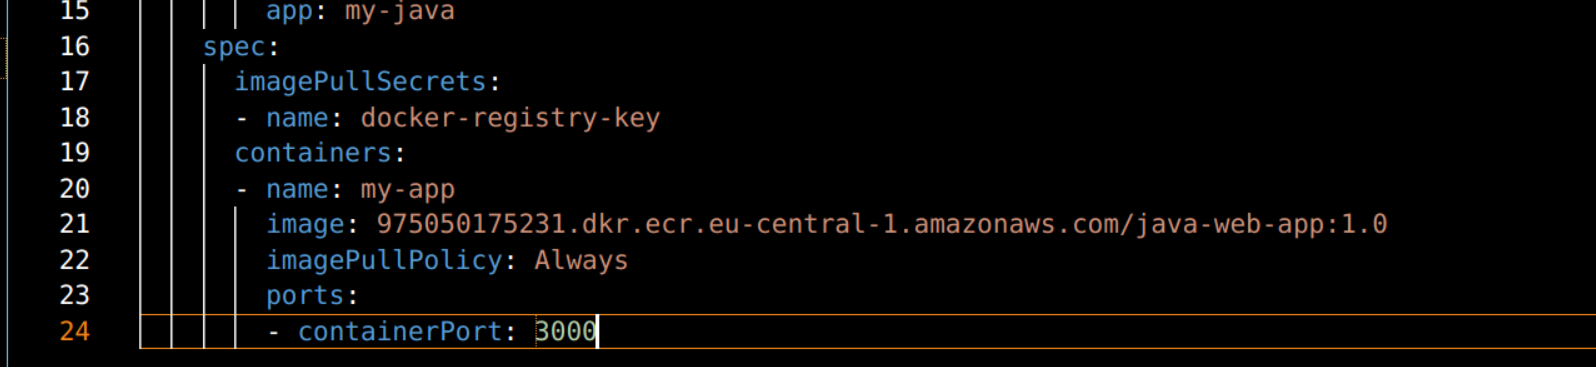 15 app: my-java
16 spec:
17 imagePullSecrets:
18 - name: docker-registry-key
19 containers:
20 - name: my-app
21 image: 975050175231.dkr.ecr.eu-central-1.amazonaws.com/java-web-app:1.0
22 imagePullPolicy: Always
23 ports:
24 - containerPort: 3000